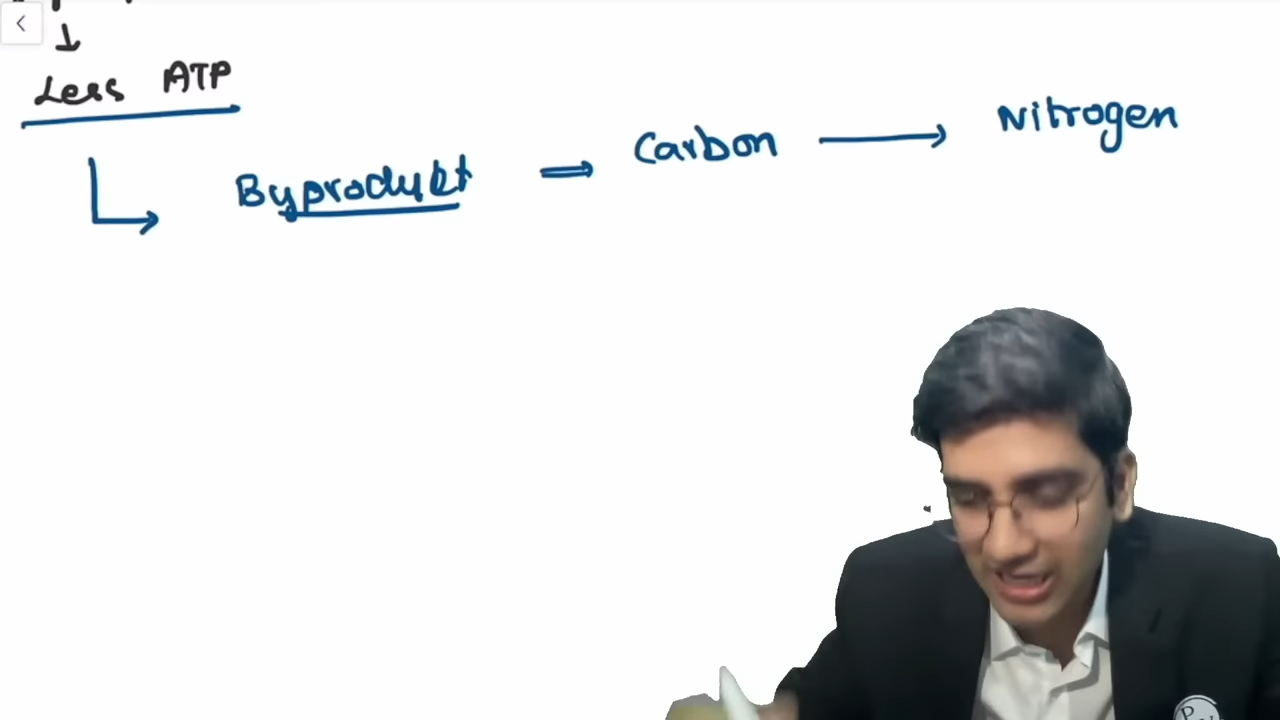 ↓
Less ATP
Byproduct ⇒ Carbon → Nitrogen